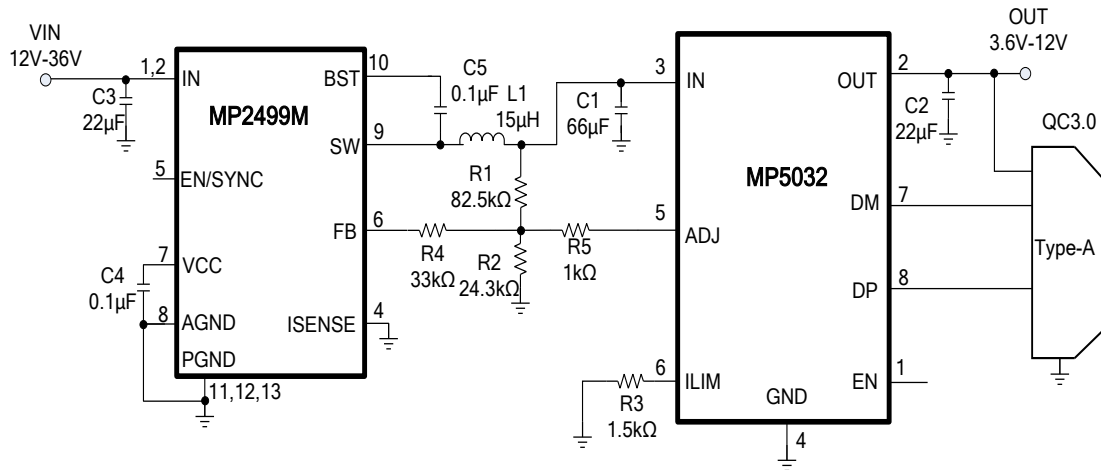 VIN
12V-36V
C3
22µF
1,2
IN
MP2499M
5
EN/SYNC
7
VCC
C4
0.1µF
8
AGND
PGND
11,12,13
BST
10
SW
9
FB
6
ISENSE
4
C5
0.1µF
L1
15µH
R1
82.5kΩ
R4
33kΩ
R2
24.3kΩ
R5
1kΩ
C1
66µF
3
IN
MP5032
5
ADJ
6
ILIM
R3
1.5kΩ
GND
4
OUT
2
DM
7
DP
8
EN
1
C2
22µF
OUT
3.6V-12V
QC3.0
Type-A